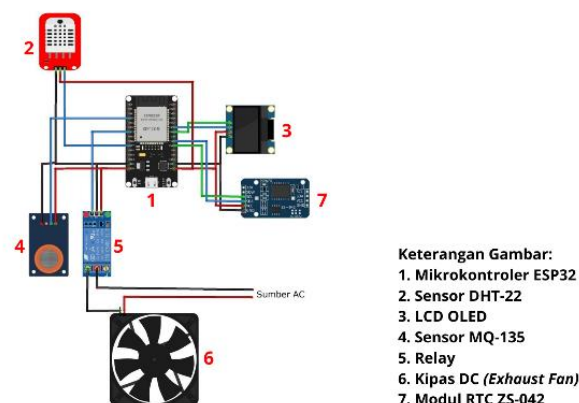 2
3
1
7
4
5
Sumber AC
6
Keterangan Gambar:
1. Mikrokontroler ESP32
2. Sensor DHT-22
3. LCD OLED
4. Sensor MQ-135
5. Relay
6. Kipas DC (Exhaust Fan)
7. Modul RTC ZS-042